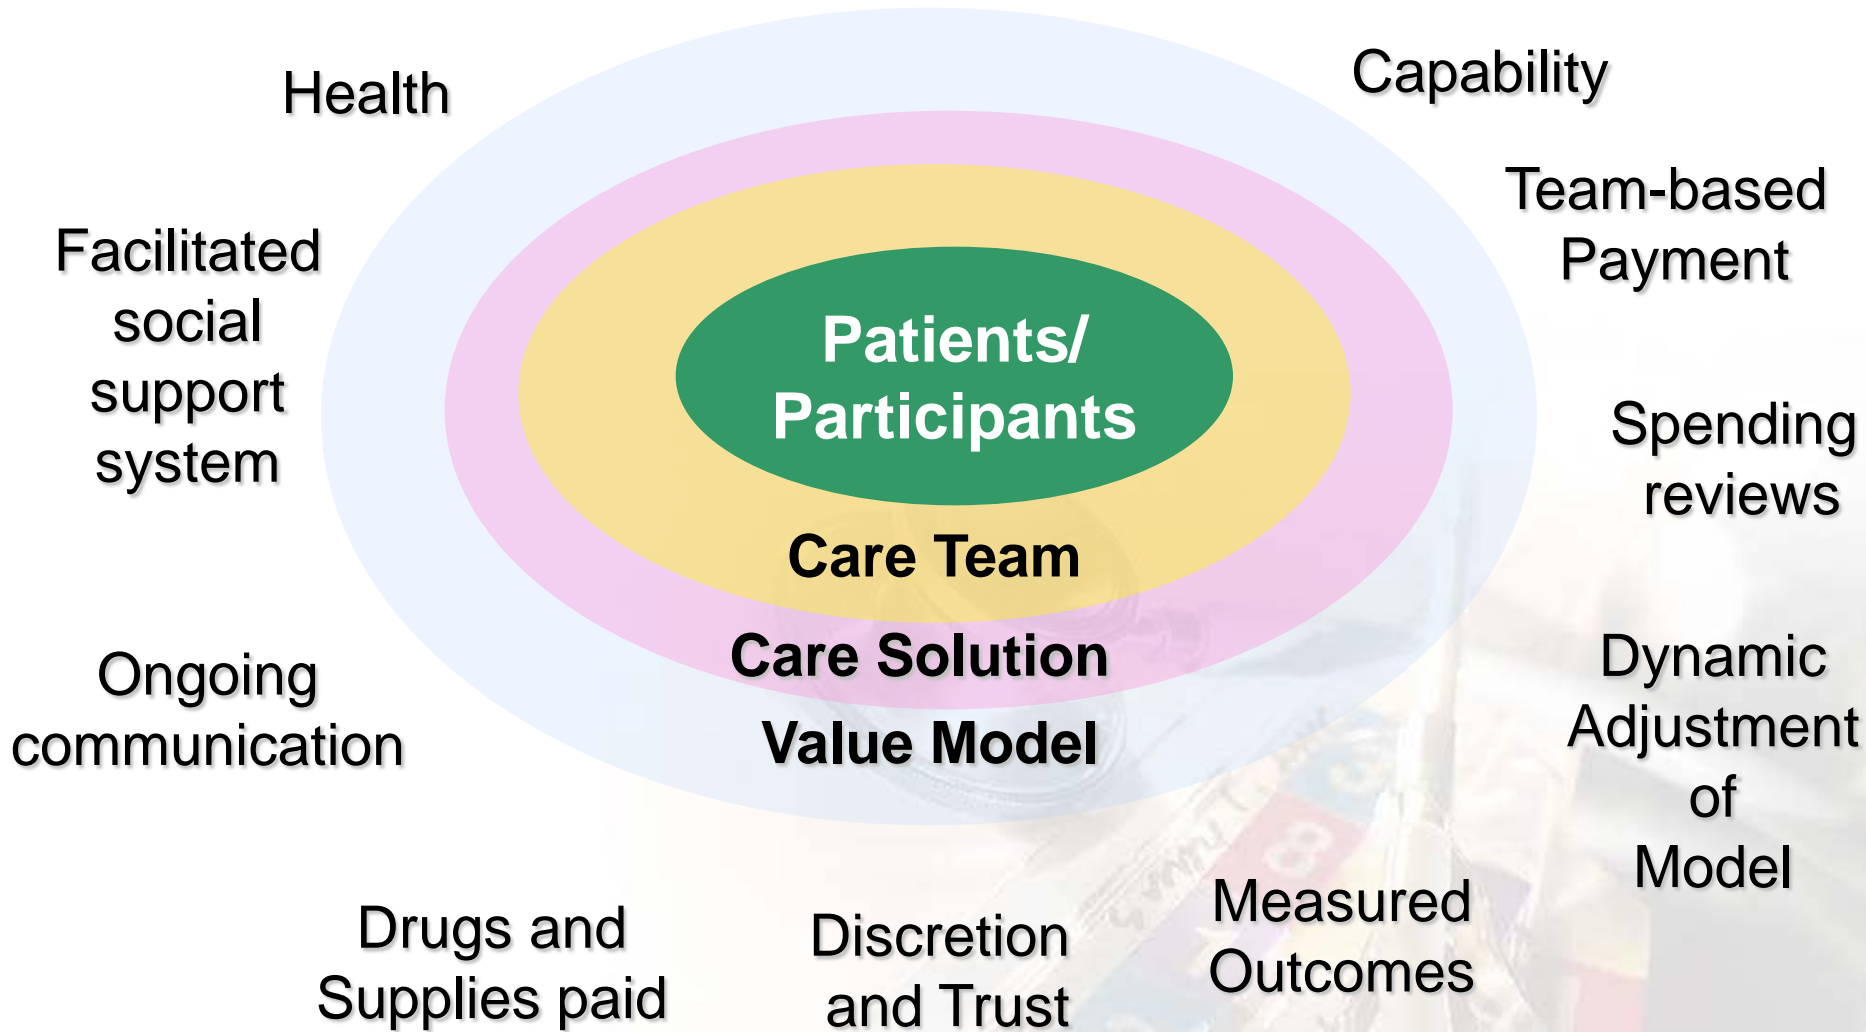 Health
Capability
Team-based
Payment
Facilitated
social
support
system
Patients/
Participants
Spending
reviews
Care Team
Care Solution
Value Model
Ongoing
communication
Dynamic
Adjustment
of
Model
Drugs and
Supplies paid
Discretion
and Trust
Measured
Outcomes
8